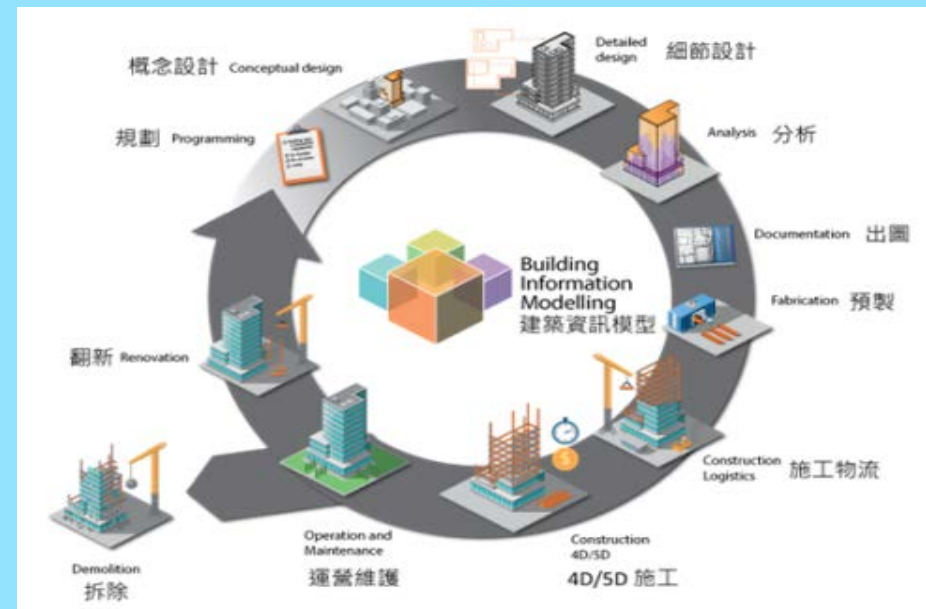 概念設計 Conceptual design
Detailed
design 細節設計
規劃 Programming
Analysis 分析
Documentation 出圖
Building
Information
Modelling
建築資訊模型
Fabrication 預製
翻新 Renovation
Construction
Logistics 施工物流
Construction
4D/5D
4D/5D 施工
Operation and
Maintenance
運營維護
Demolition
拆除